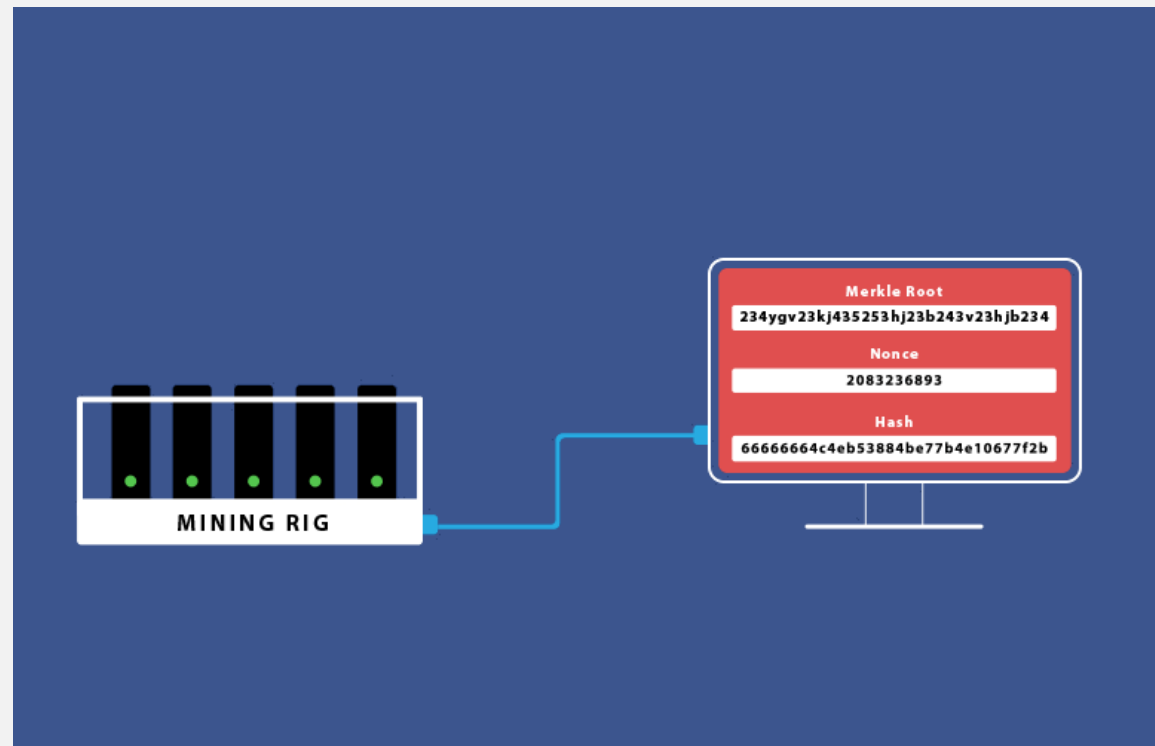 Merkle Root
234ygv23kj435253hj23b243v23hjb234
Nonce
2083236893
Hash
66666664c4eb53884be77b4e10677f2b
MINING RIG